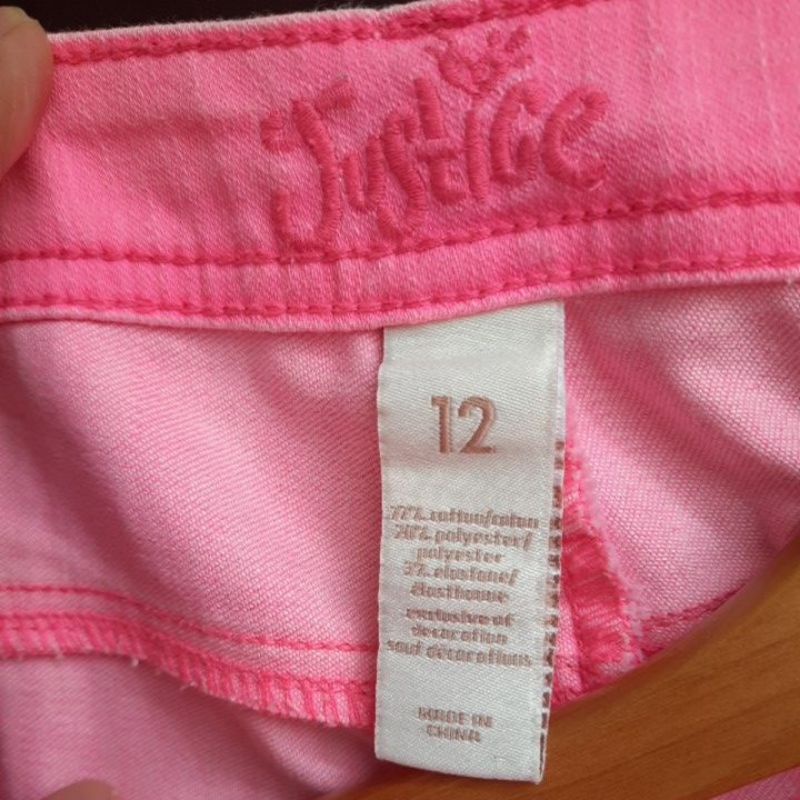 Justice
12
77% cotton/coton
20% polyester/
polyester
3% elastane/
élasthanne
exclusive of
decoration
sauf décorations
MADE IN
CHINA